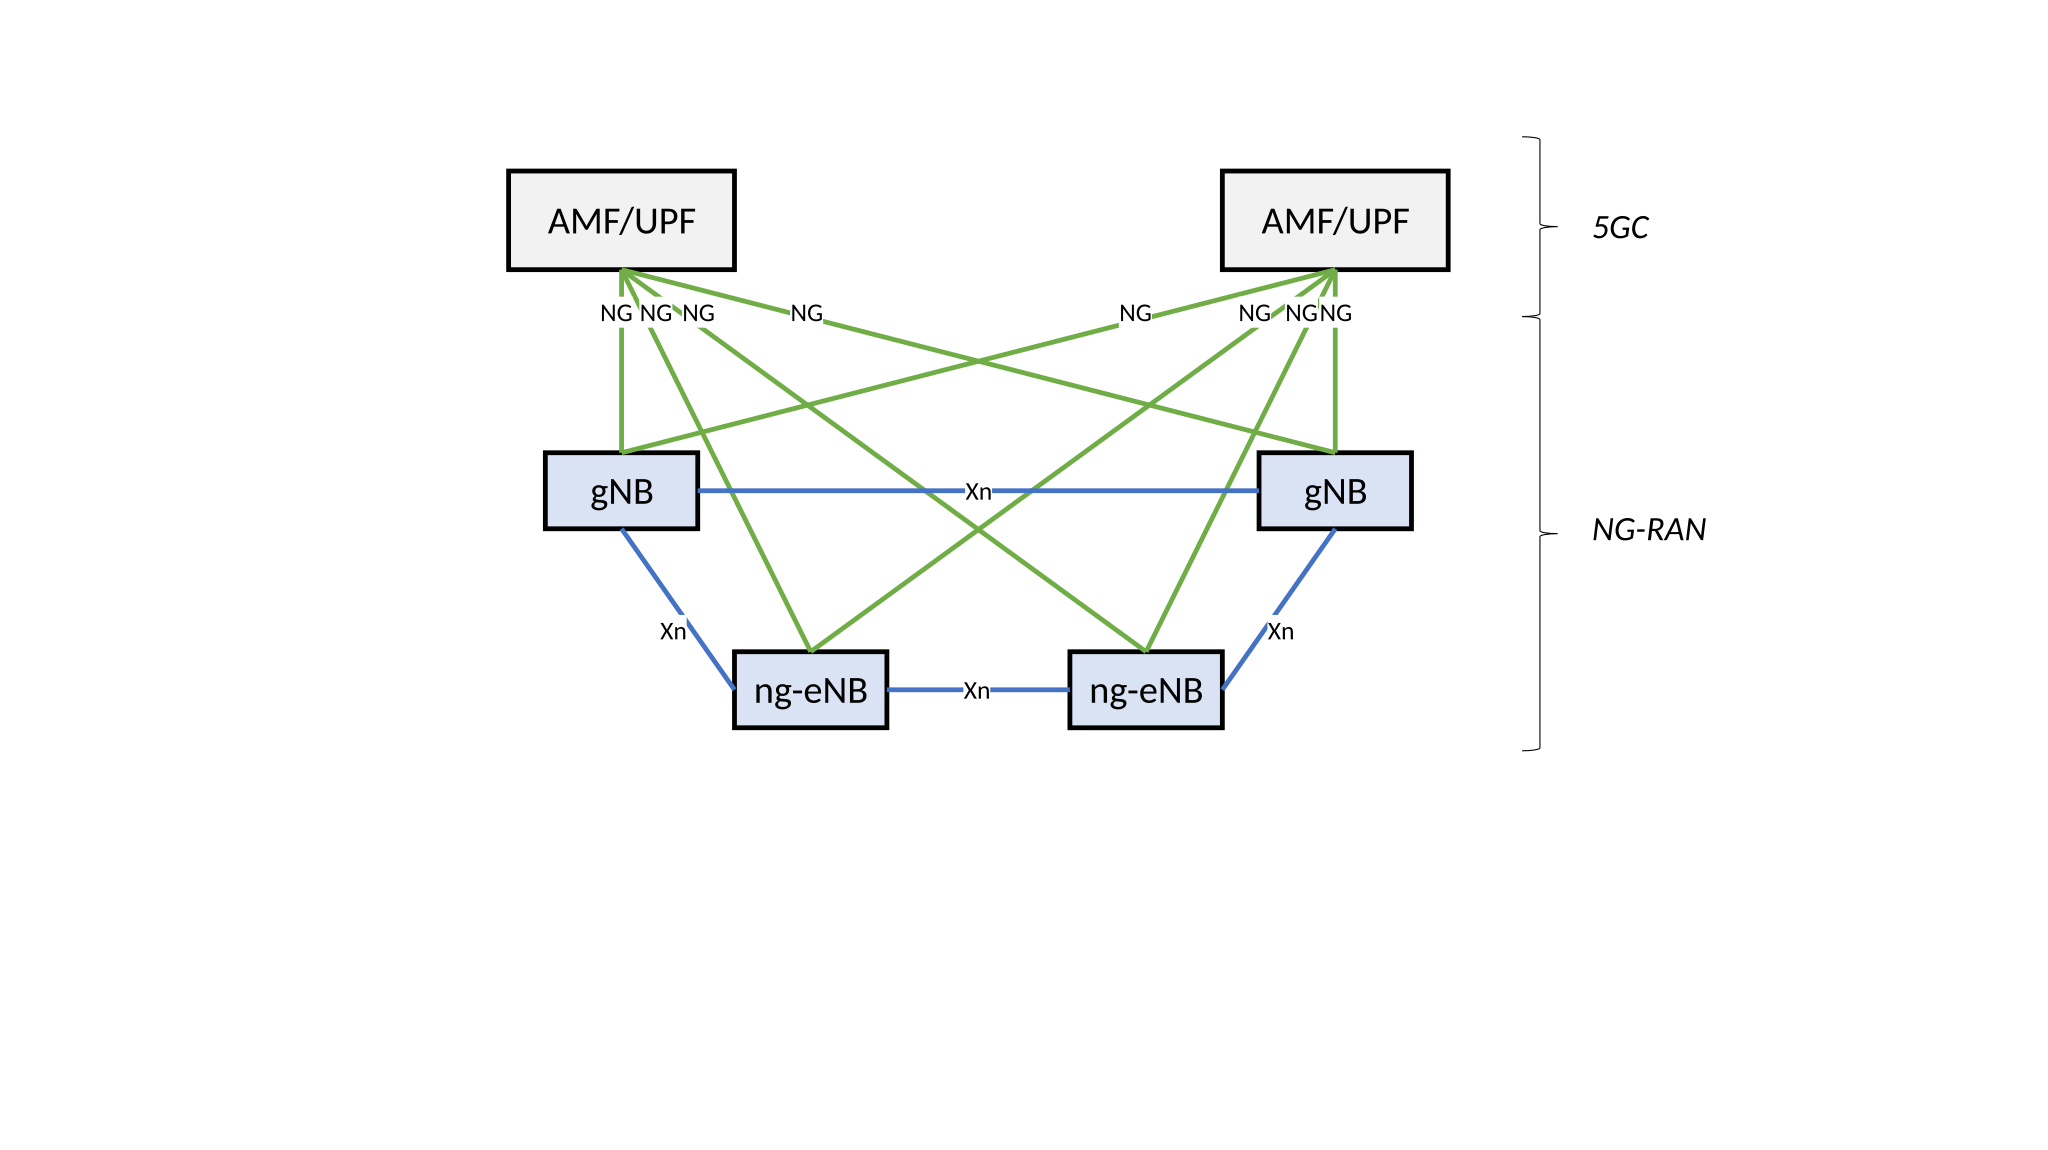 AMF/UPF
AMF/UPF
5GC
NG NG NG NG NG NG NG NG
gNB
Xn
gNB
NG-RAN
Xn
Xn
ng-eNB
Xn
ng-eNB